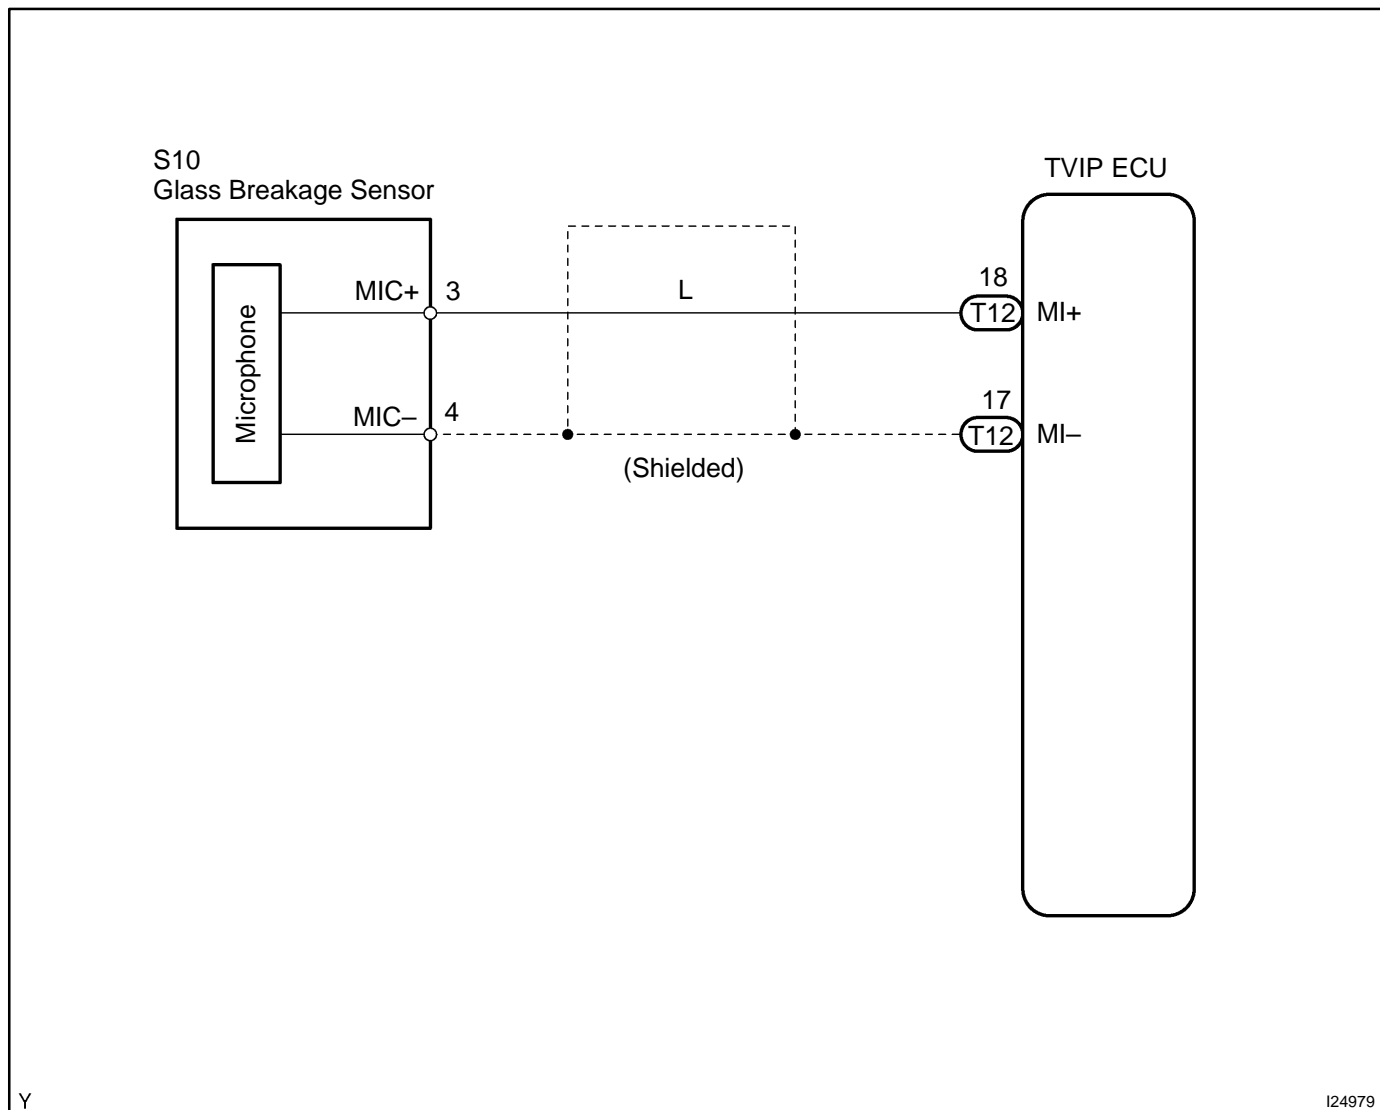 S10
Glass Breakage Sensor
TVIP ECU
Microphone
MIC+
3
L
18
T12
MI+
MIC–
4
17
T12
MI–
(Shielded)
Y
I24979